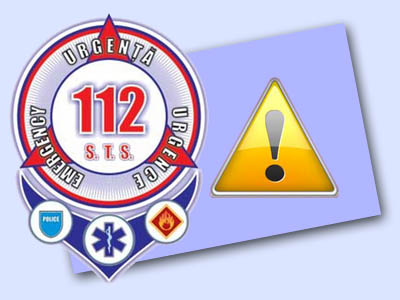 URGENȚĂ
EMERGENCY
URGENCE
112
S. T. S.
POLICE